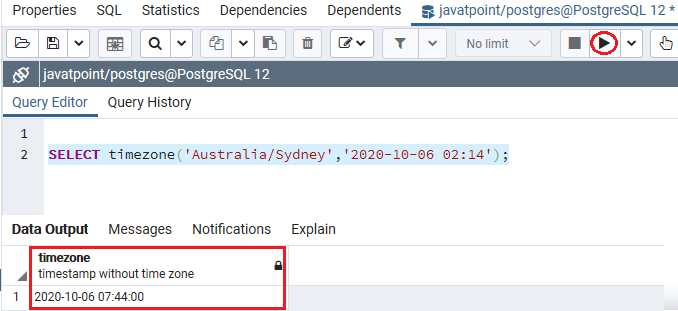 Properties SQL Statistics Dependencies Dependents javatpoint/postgres@PostgreSQL 12 *
No limit
javatpoint/postgres@PostgreSQL 12
Query Editor Query History
1
2 SELECT timezone('Australia/Sydney','2020-10-06 02:14');
Data Output Messages Notifications Explain
timezone
timestamp without time zone
1 2020-10-06 07:44:00